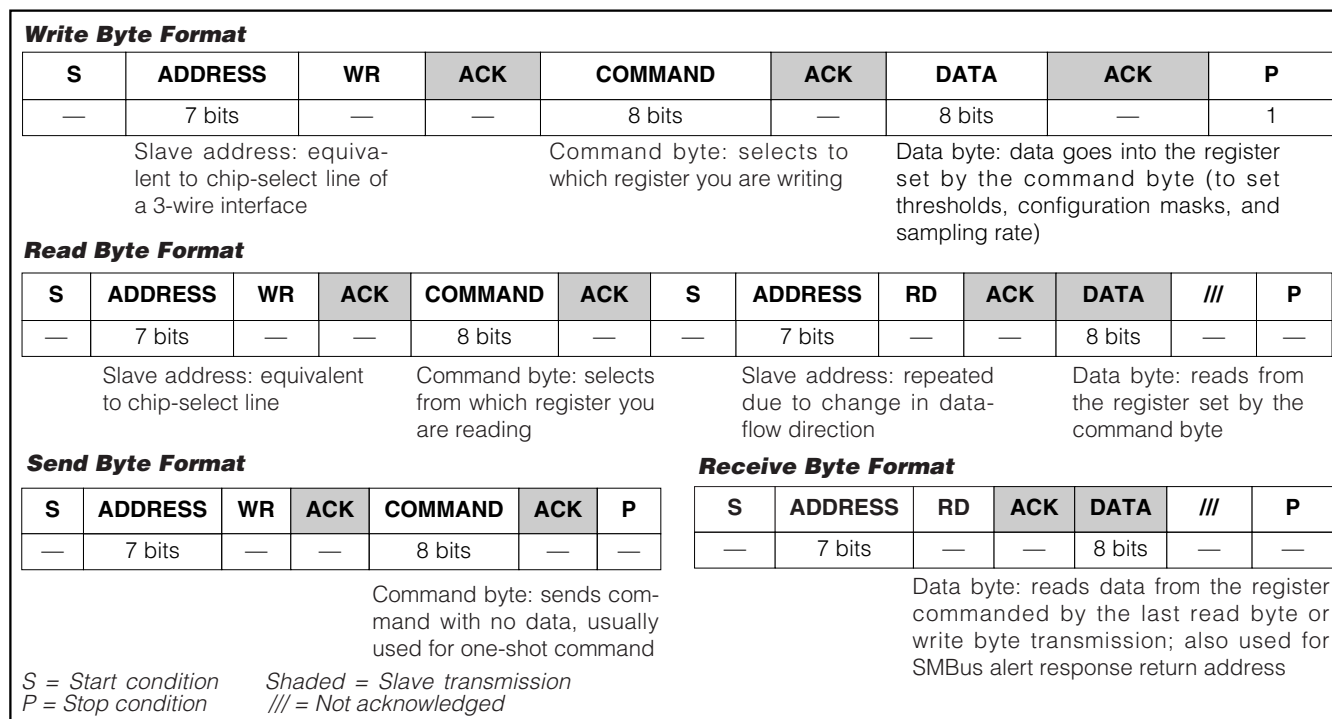 Write Byte Format
S ADDRESS WR ACK COMMAND ACK DATA ACK P
— 7 bits — — 8 bits — 8 bits — 1
Slave address: equiva-
lent to chip-select line of
a 3-wire interface
Command byte: selects to
which register you are writing
Data byte: data goes into the register
set by the command byte (to set
thresholds, configuration masks, and
sampling rate)
Read Byte Format
S ADDRESS WR ACK COMMAND ACK S ADDRESS RD ACK DATA /// P
— 7 bits — — 8 bits — — 7 bits — — 8 bits — —
Slave address: equivalent
to chip-select line
Command byte: selects
from which register you
are reading
Slave address: repeated
due to change in data-
flow direction
Data byte: reads from
the register set by the
command byte
Send Byte Format
S ADDRESS WR ACK COMMAND ACK P
— 7 bits — — 8 bits — —
Command byte: sends com-
mand with no data, usually
used for one-shot command
Receive Byte Format
S ADDRESS RD ACK DATA /// P
— 7 bits — — 8 bits — —
Data byte: reads data from the register
commanded by the last read byte or
write byte transmission; also used for
SMBus alert response return address
S = Start condition Shaded = Slave transmission
P = Stop condition /// = Not acknowledged